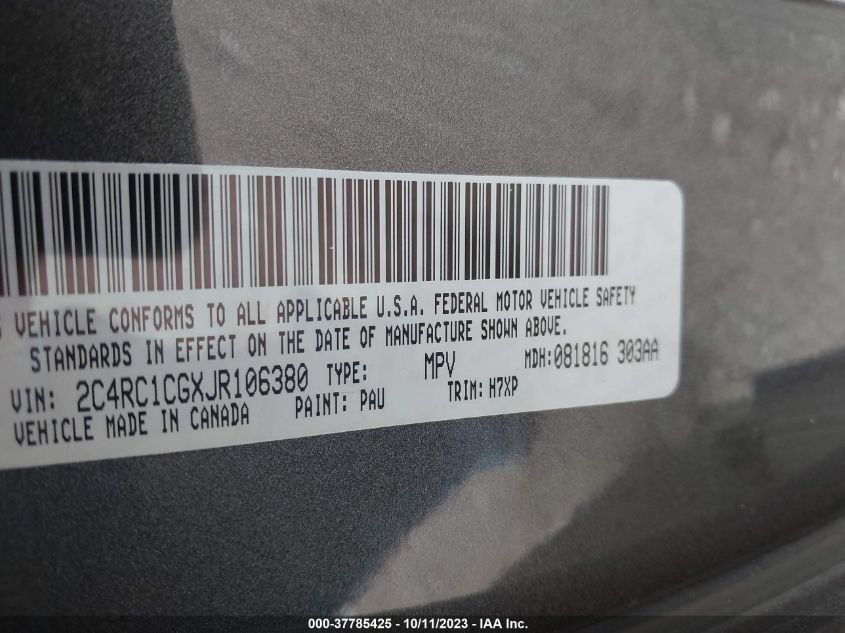 VEHICLE CONFORMS TO ALL APPLICABLE U.S.A. FEDERAL MOTOR VEHICLE SAFETY
STANDARDS IN EFFECT ON THE DATE OF MANUFACTURE SHOWN ABOVE.
VIN: 2C4RC1CGXJR106380 TYPE: MPV MDH:081816 303AA
VEHICLE MADE IN CANADA PAINT: PAU TRIM: H7XP
000-37785425 - 10/11/2023 - IAA Inc.